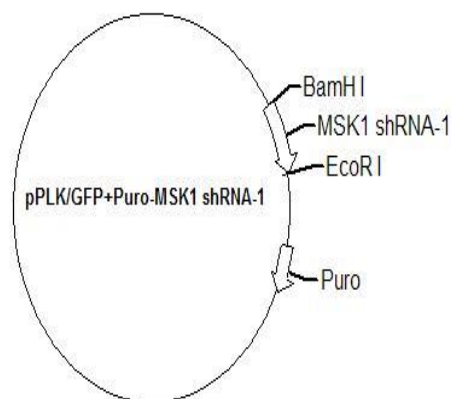 BamH I
MSK1 shRNA-1
EcoR I
pPLK/GFP+Puro-MSK1 shRNA-1
Puro